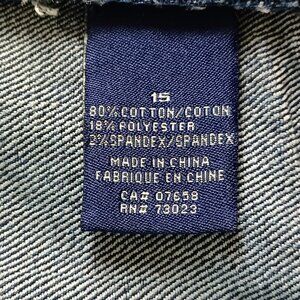 15
80% COTTON/COTON
18% POLYESTER
2% SPANDEX/SPANDEX
MADE IN CHINA
FABRIQUE EN CHINE
CA# 07658
RN# 73023